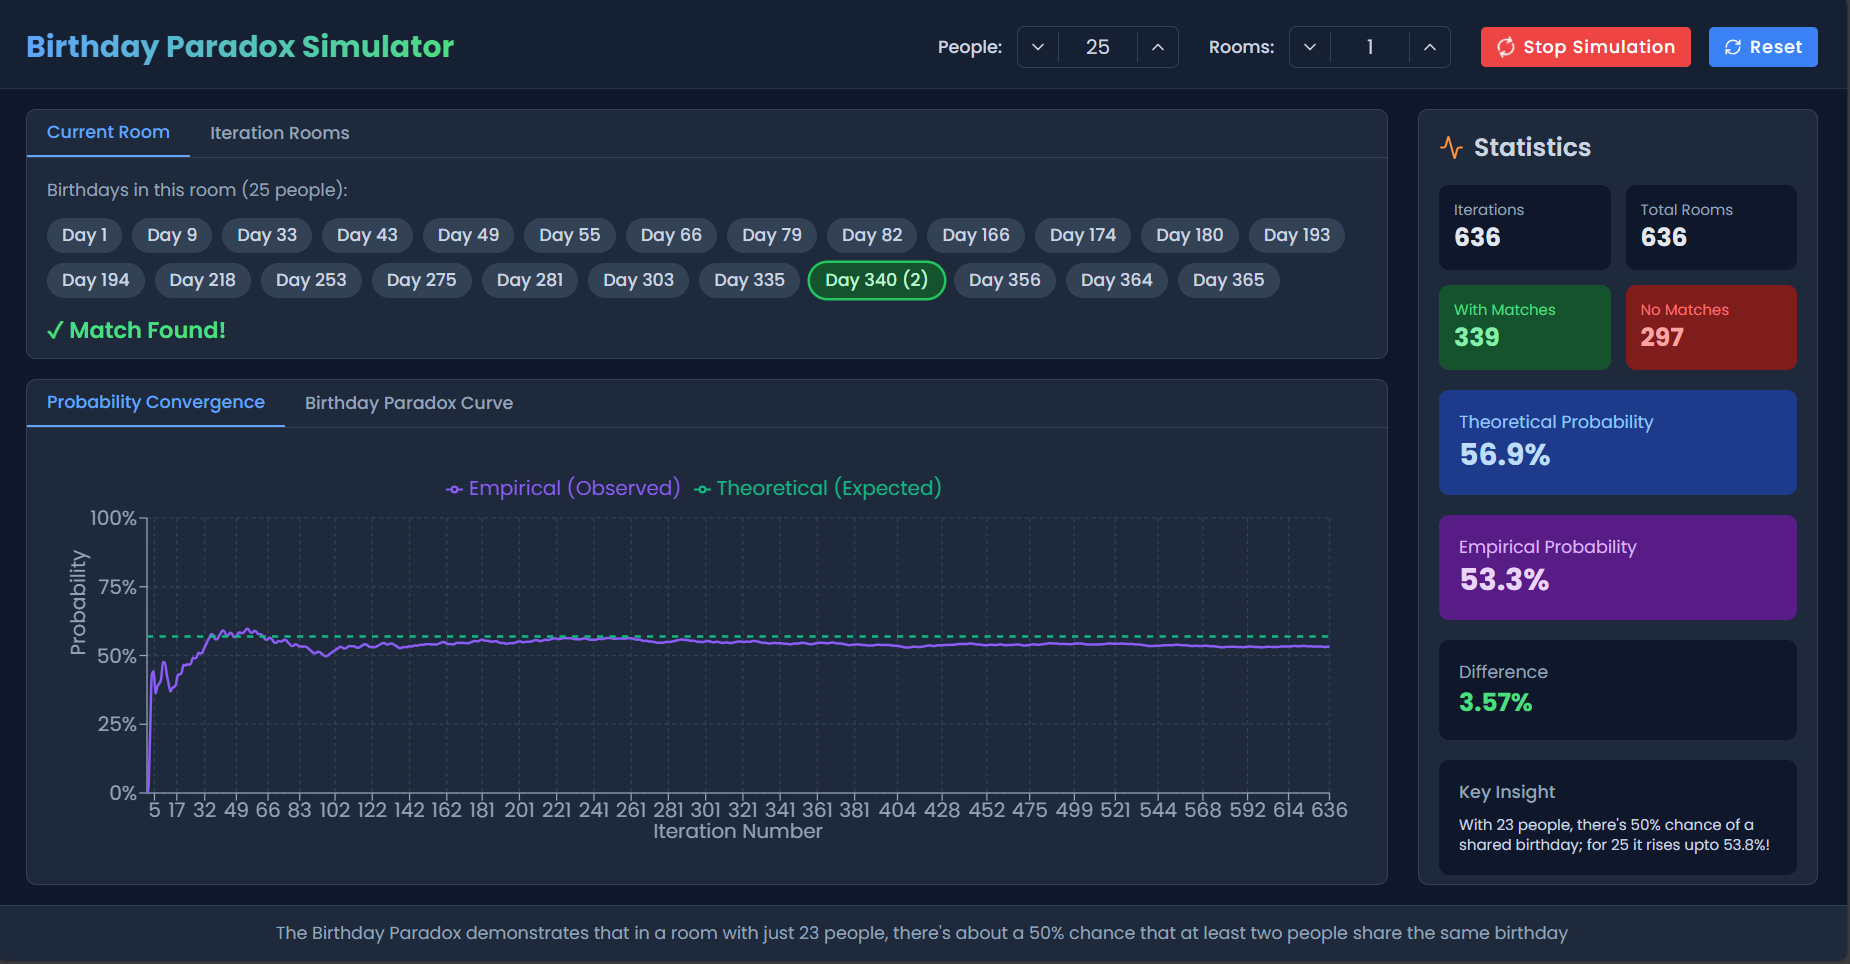 Birthday Paradox Simulator
People: 25 Rooms: 1 Stop Simulation Reset
Current Room Iteration Rooms
Birthdays in this room (25 people):
Day 1 Day 9 Day 33 Day 43 Day 49 Day 55 Day 66 Day 79 Day 82 Day 166 Day 174 Day 180 Day 193
Day 194 Day 218 Day 253 Day 275 Day 281 Day 303 Day 335 Day 340 (2) Day 356 Day 364 Day 365
✓ Match Found!
Probability Convergence Birthday Paradox Curve
Empirical (Observed) Theoretical (Expected)
100%
75%
50%
25%
0%
Probability
5 17 32 49 66 83 102 122 142 162 181 201 221 241 261 281 301 321 341 361 381 404 428 452 475 499 521 544 568 592 614 636
Iteration Number
Statistics
Iterations
636
Total Rooms
636
With Matches
339
No Matches
297
Theoretical Probability
56.9%
Empirical Probability
53.3%
Difference
3.57%
Key Insight
With 23 people, there's 50% chance of a
shared birthday; for 25 it rises upto 53.8%!
The Birthday Paradox demonstrates that in a room with just 23 people, there's about a 50% chance that at least two people share the same birthday